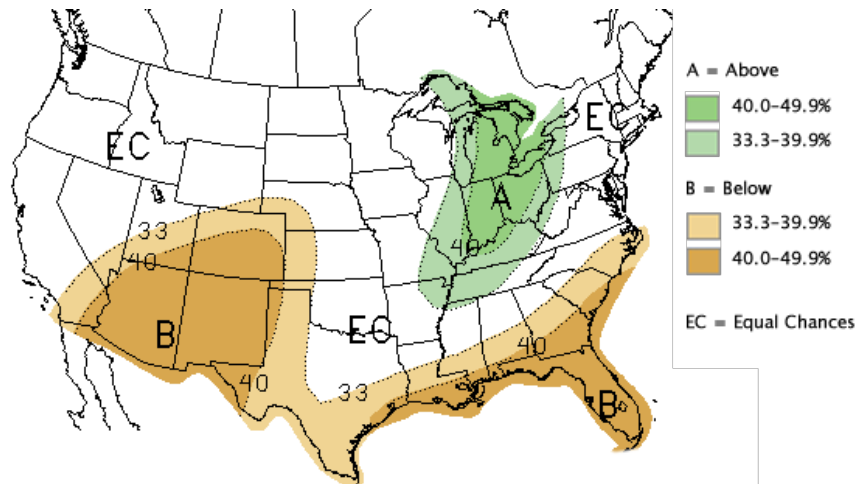 EC
EC
A
40
33
40
B
EC
40
33
40
B
A = Above
40.0–49.9%
33.3–39.9%
B = Below
33.3–39.9%
40.0–49.9%
EC = Equal Chances